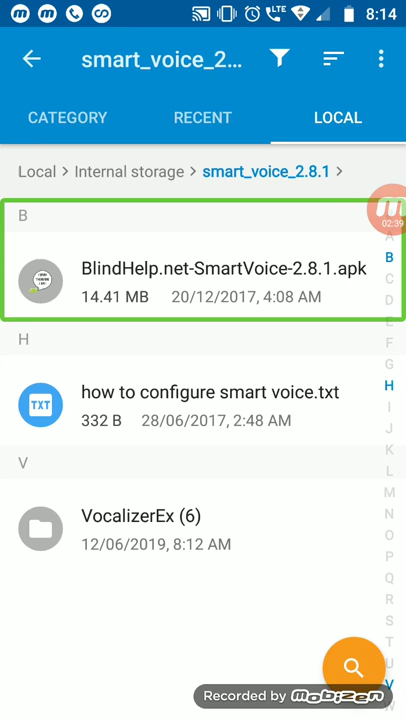 8:14
smart_voice_2...
CATEGORY RECENT LOCAL
Local > Internal storage > smart_voice_2.8.1 >
B
02:39
BlindHelp.net-SmartVoice-2.8.1.apk
14.41 MB 20/12/2017, 4:08 AM
H
how to configure smart voice.txt
TXT
332 B 28/06/2017, 2:48 AM
V
VocalizerEx (6)
12/06/2019, 8:12 AM
A
B
C
D
E
F
G
H
I
J
K
L
M
N
O
P
Q
R
S
T
U
V
W
Recorded by Mobizen